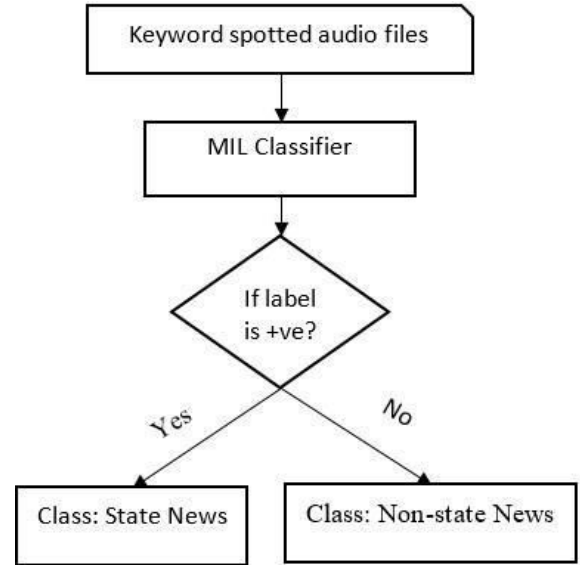 Keyword spotted audio files
MIL Classifier
If label
is +ve?
Yes
No
Class: State News
Class: Non-state News